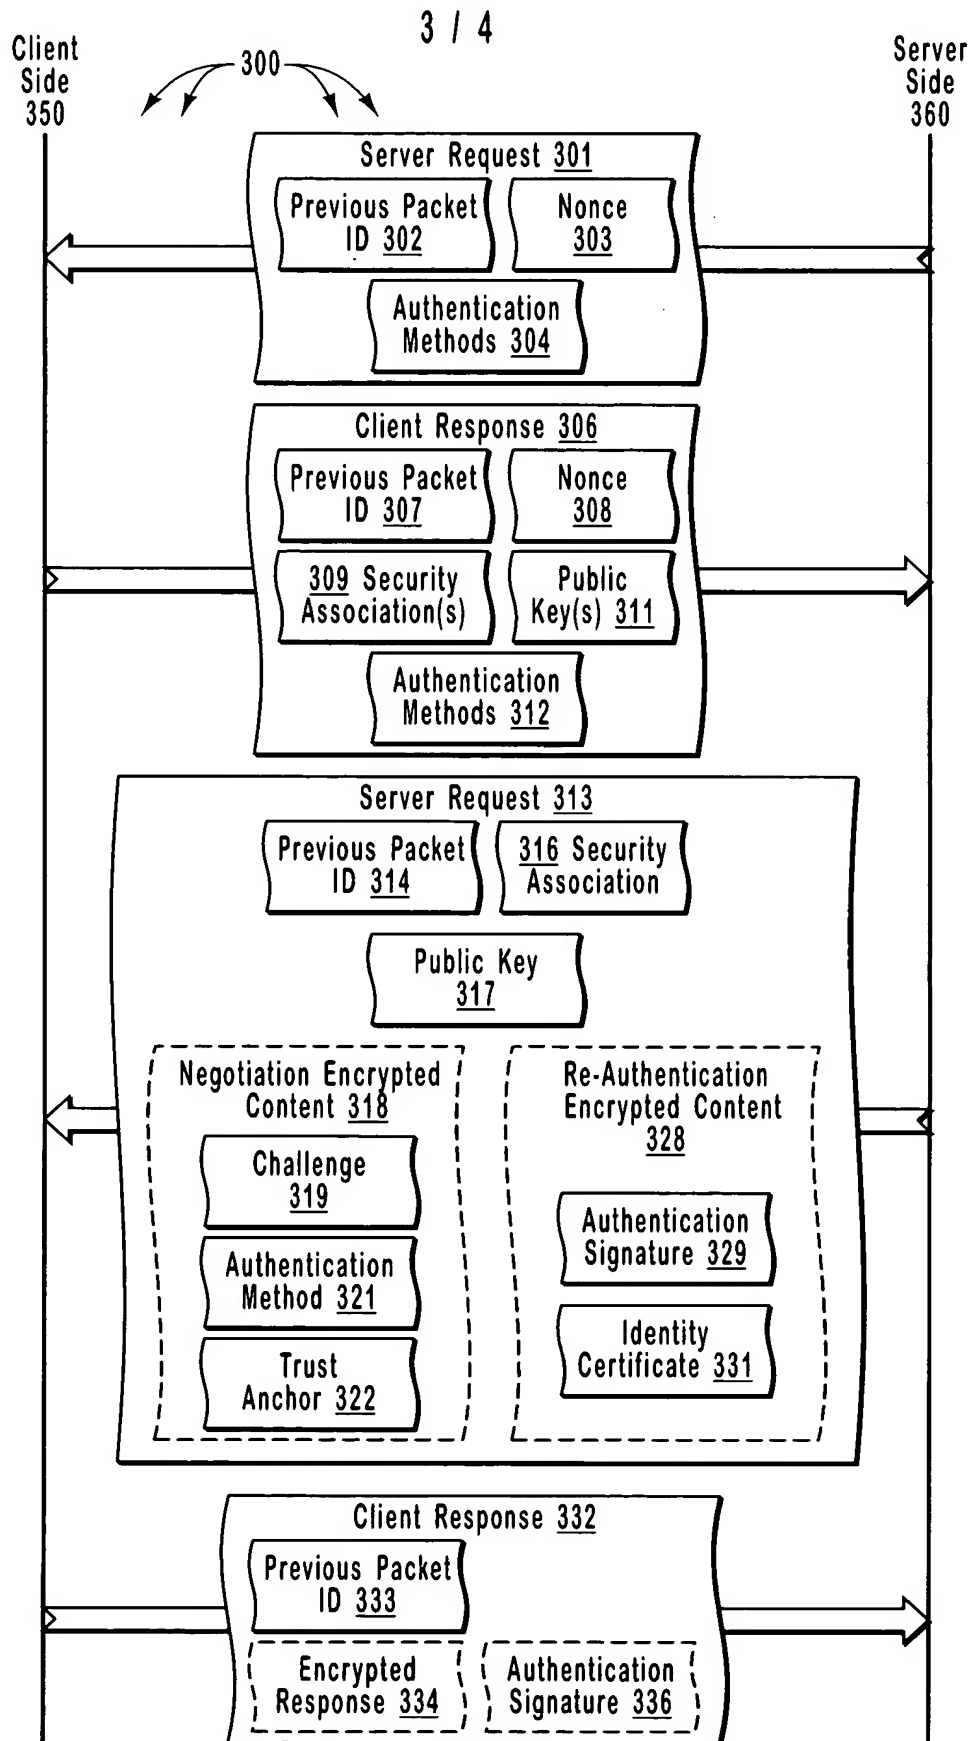 3 / 4
Client
Side
350
300
Server
Side
360
Server Request 301
Previous Packet
ID 302
Nonce
303
Authentication
Methods 304
Client Response 306
Previous Packet
ID 307
Nonce
308
309 Security
Association(s)
Public
Key(s) 311
Authentication
Methods 312
Server Request 313
Previous Packet
ID 314
316 Security
Association
Public Key
317
Negotiation Encrypted
Content 318
Challenge
319
Authentication
Method 321
Trust
Anchor 322
Re-Authentication
Encrypted Content
328
Authentication
Signature 329
Identity
Certificate 331
Client Response 332
Previous Packet
ID 333
Encrypted
Response 334
Authentication
Signature 336